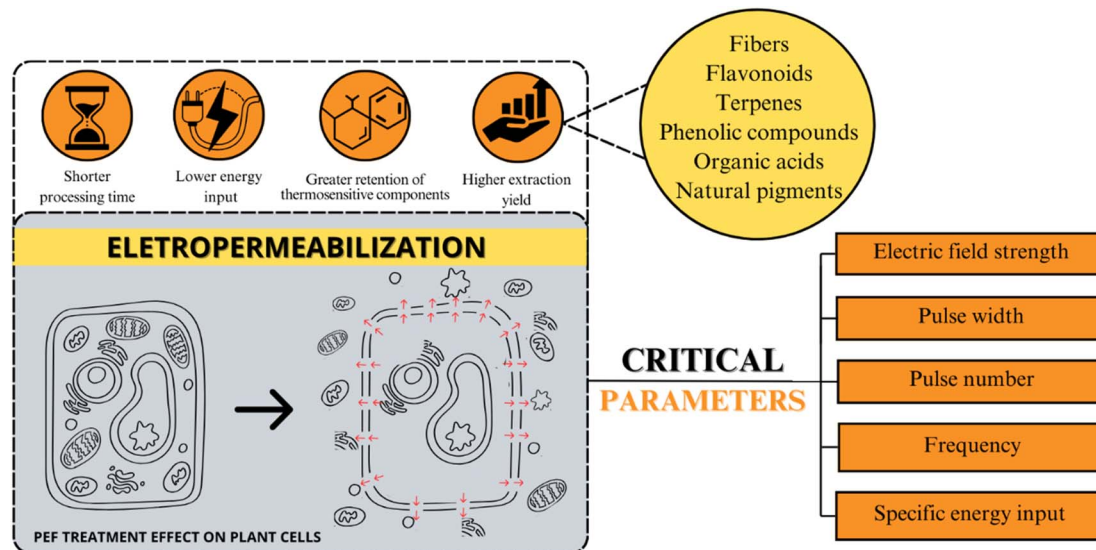 Fibers
Flavonoids
Terpenes
Phenolic compounds
Organic acids
Natural pigments
Shorter
processing time
Lower energy
input
Greater retention of
thermosensitive components
Higher extraction
yield
ELETROPERMEABILIZATION
PEF TREATMENT EFFECT ON PLANT CELLS
CRITICAL
PARAMETERS
Electric field strength
Pulse width
Pulse number
Frequency
Specific energy input